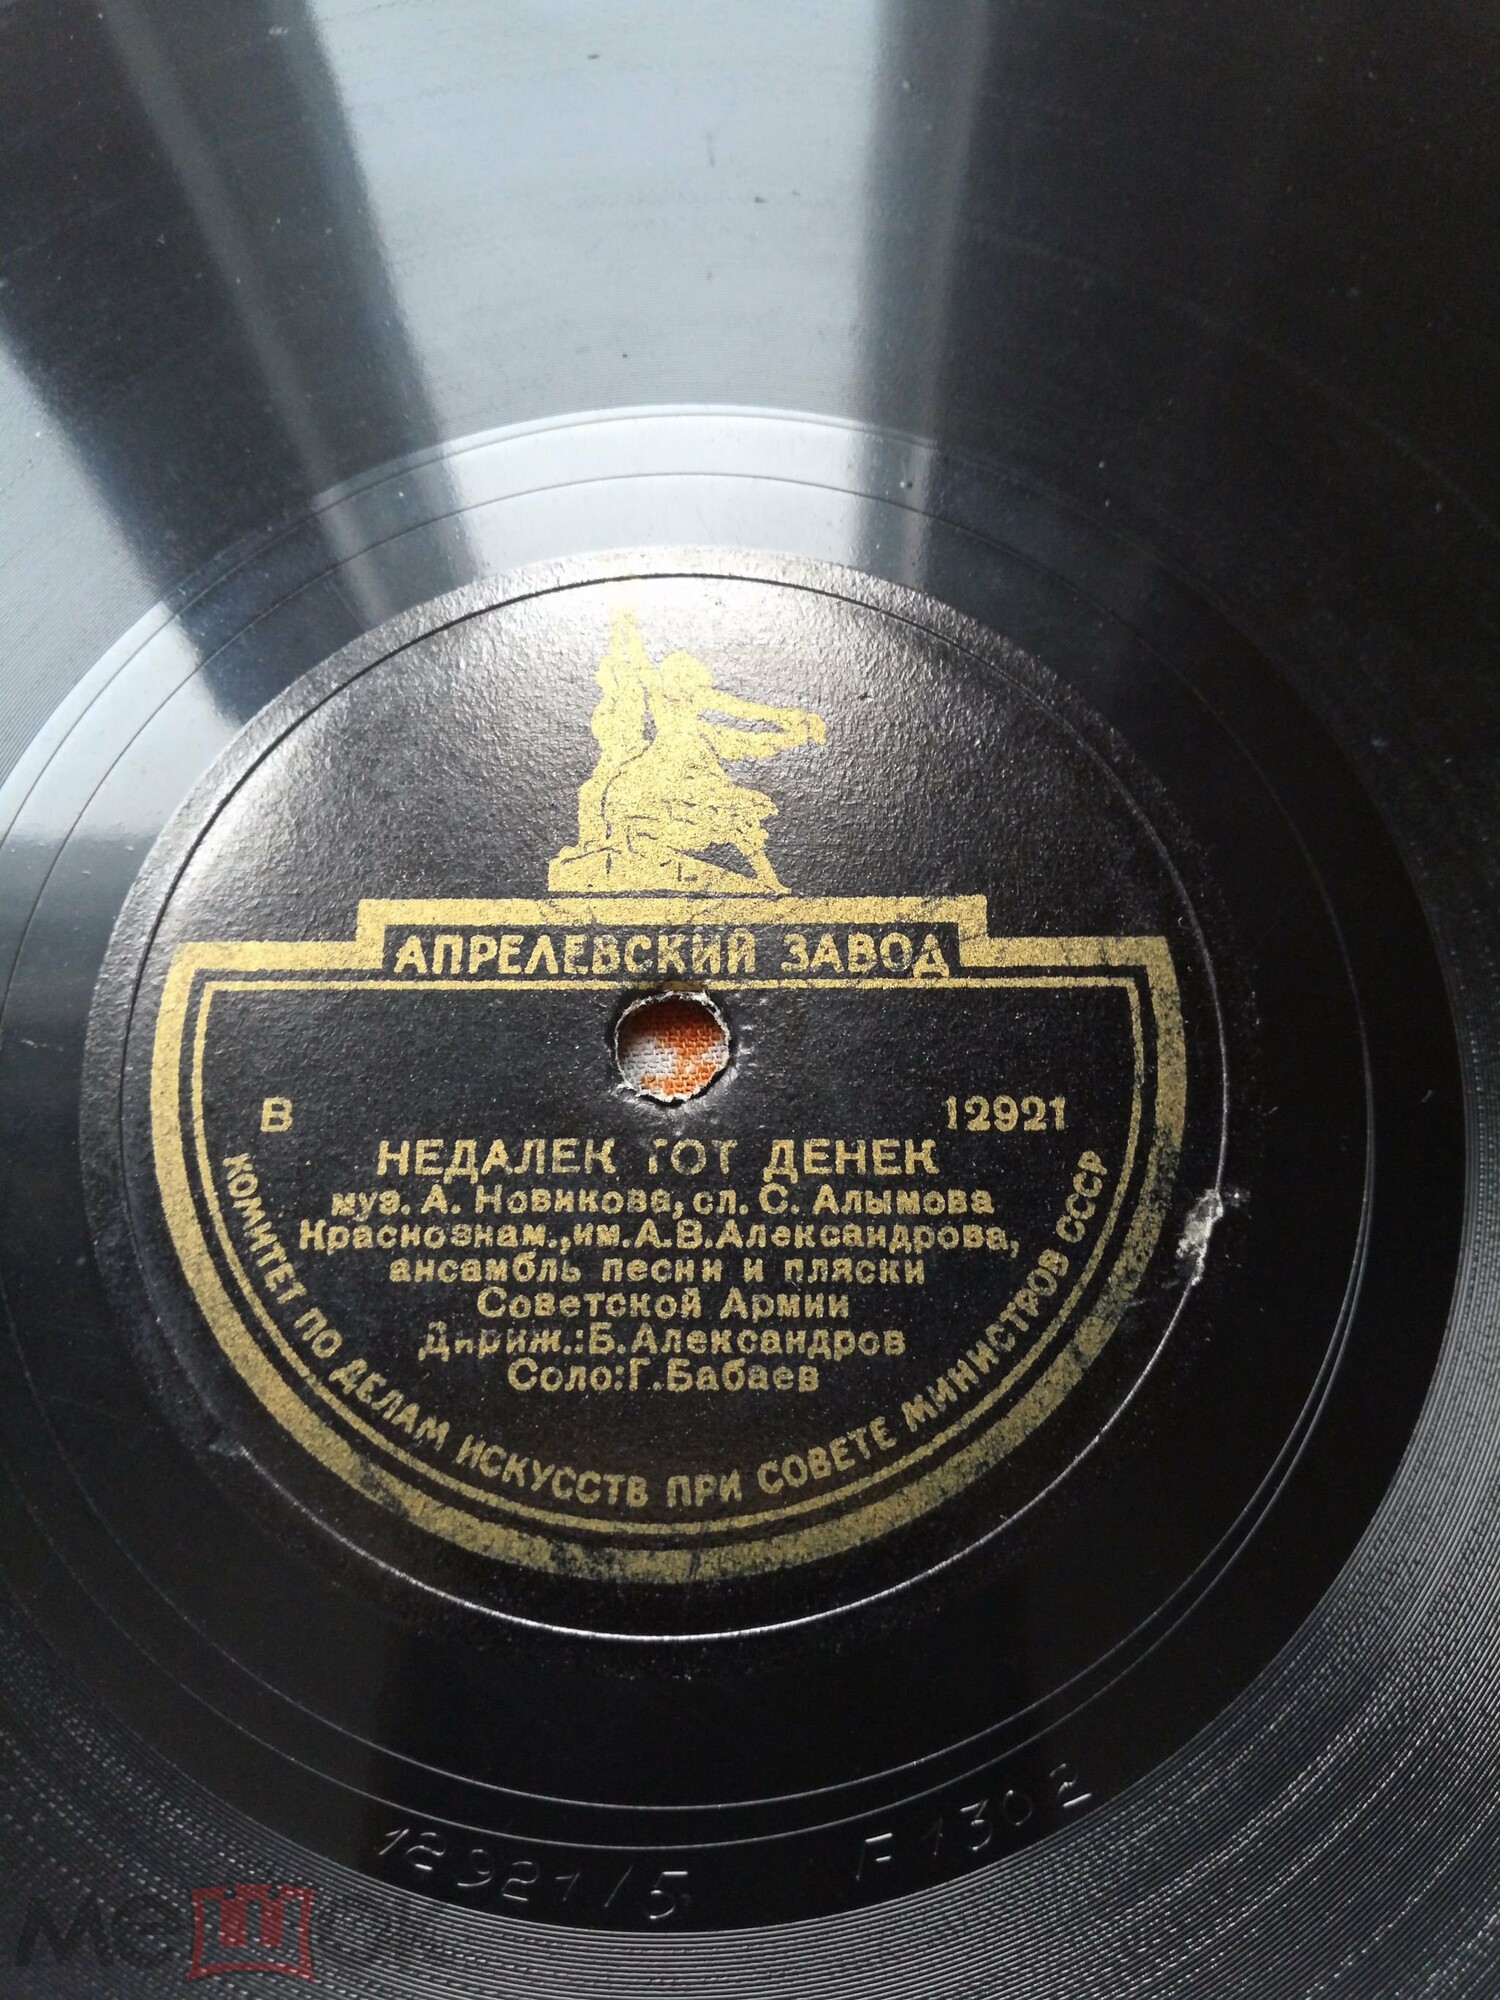 АПРЕЛЕВСКИЙ ЗАВОД
В 12921
НЕДАЛЕК ТОТ ДЕНЕК
муз. А. Новикова, сл. С. Алымова
Краснознам., им. А.В.Александрова,
ансамбль песни и пляски
Советской Армии
Дириж.: Б.Александров
Соло: Г.Бабаев
КОМИТЕТ ПО ДЕЛАМ ИСКУССТВ ПРИ СОВЕТЕ МИНИСТРОВ СССР
12921/5 Г-1302
мешок